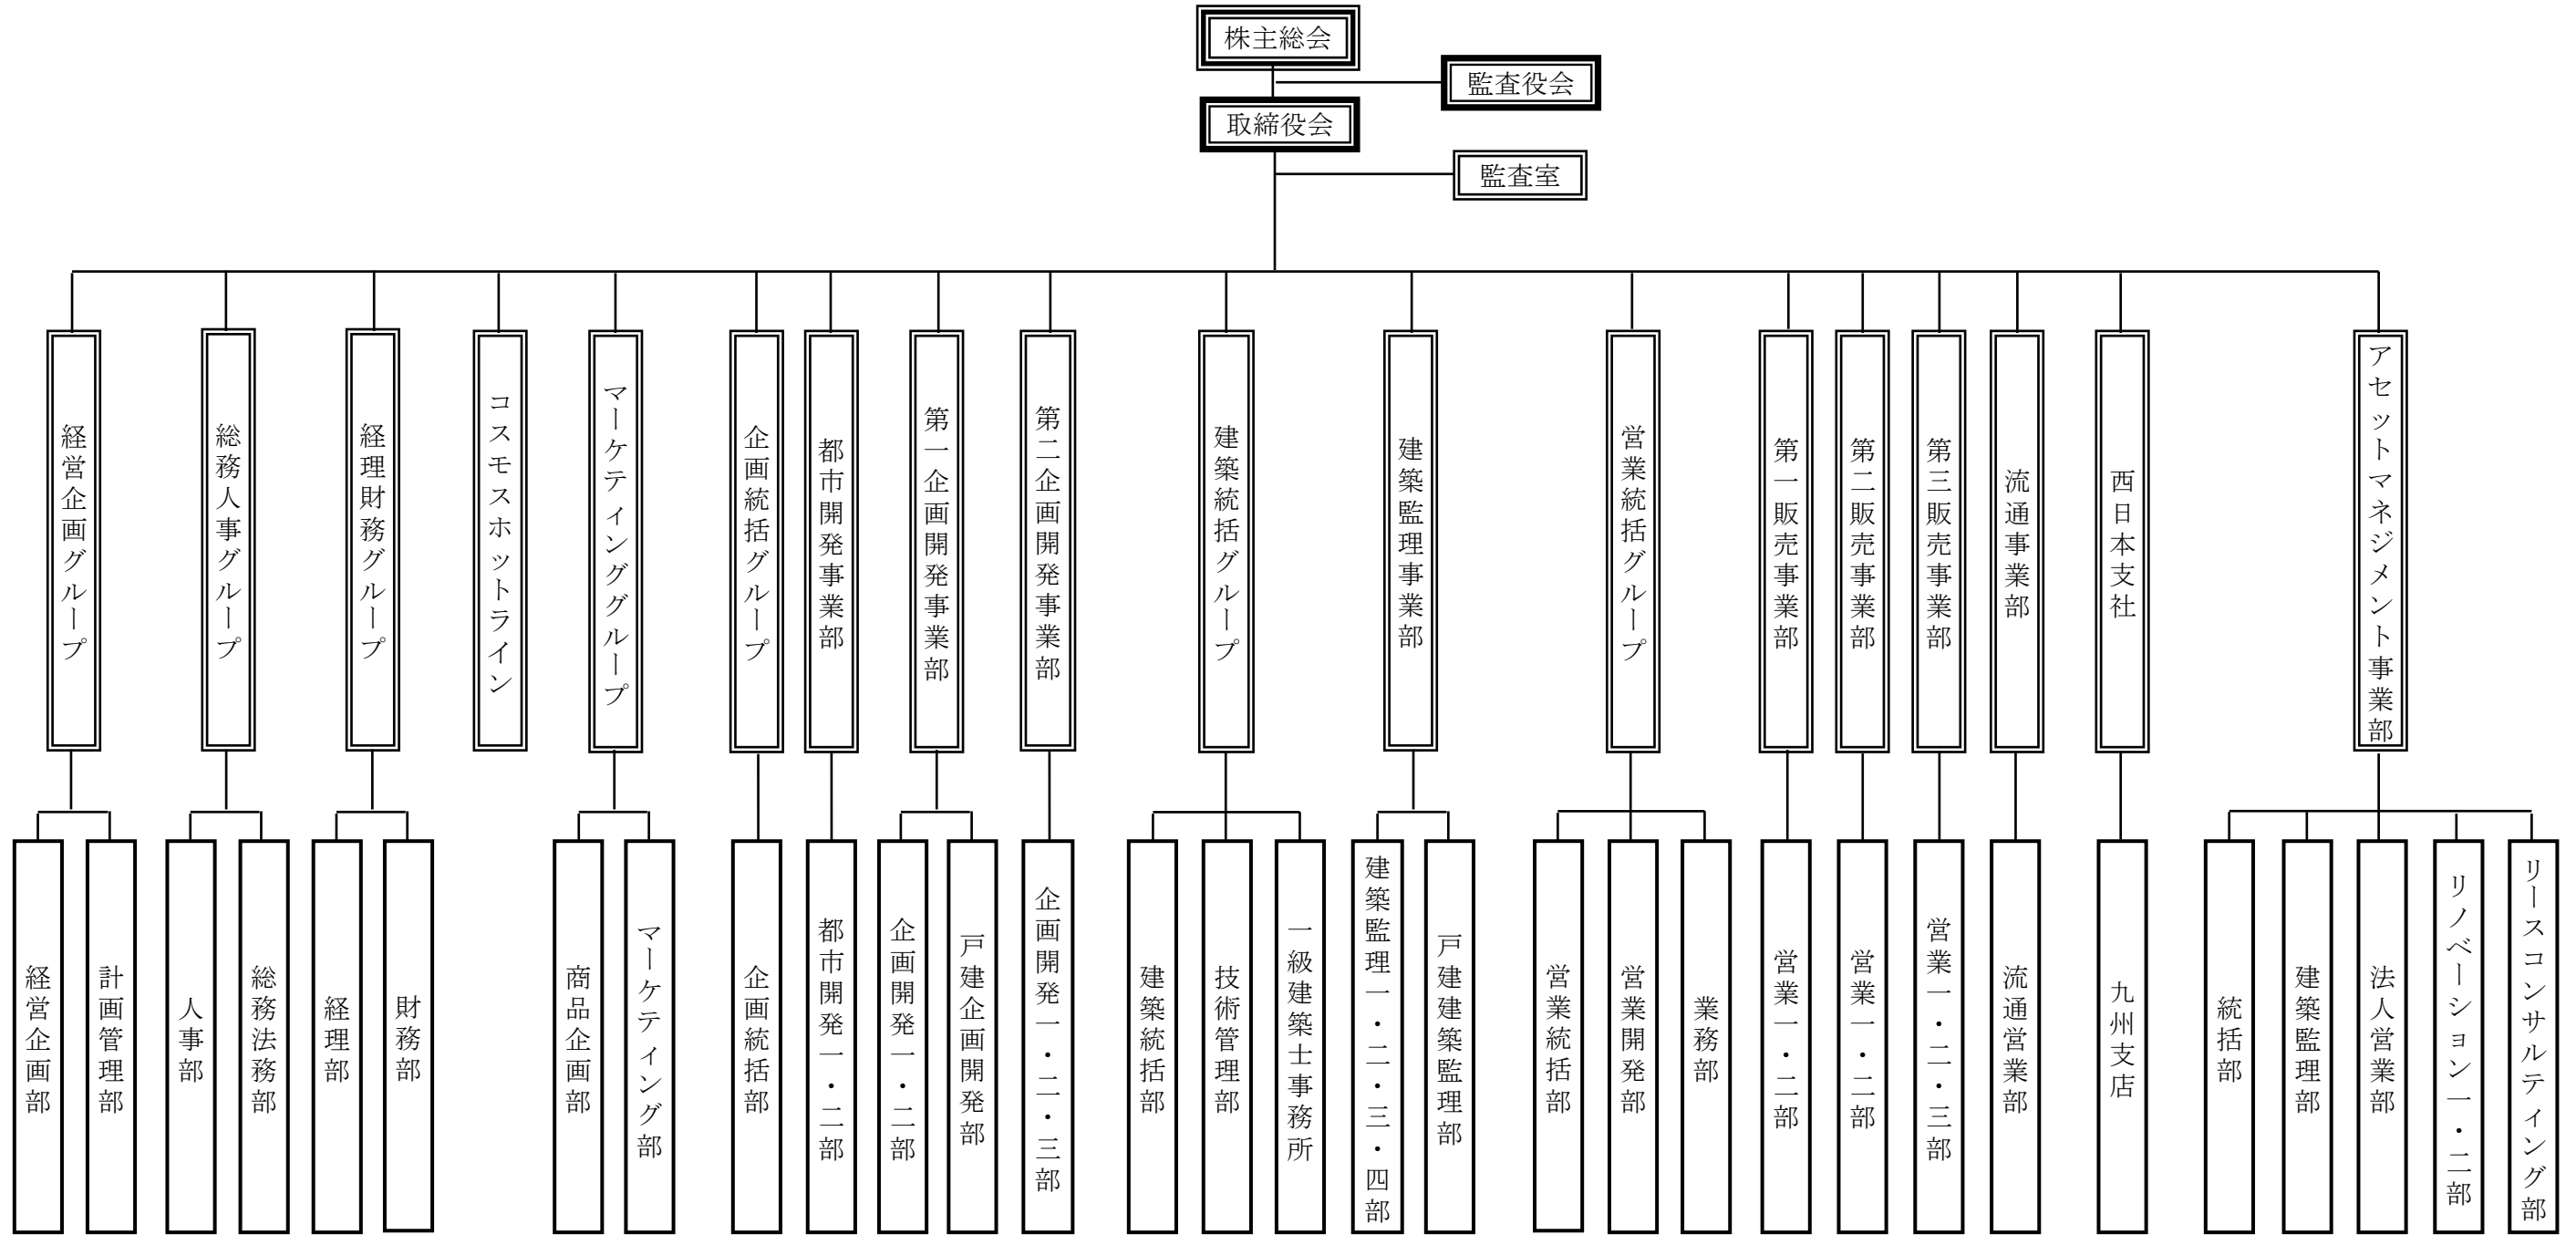 株主総会
監査役会
取締役会
監査室
経営企画グループ
総務人事グループ
経理財務グループ
コスモスホットライン
マーケティンググループ
企画統括グループ
都市開発事業部
第一企画開発事業部
第二企画開発事業部
建築統括グループ
建築監理事業部
営業統括グループ
第一販売事業部
第二販売事業部
第三販売事業部
流通事業部
西日本支社
アセットマネジメント事業部
経営企画部
計画管理部
人事部
総務法務部
経理部
財務部
商品企画部
マーケティング部
企画統括部
都市開発一・二部
企画開発一・二部
戸建企画開発部
企画開発一・二・三部
建築統括部
技術管理部
一級建築士事務所
建築監理一・二・三・四部
戸建建築監理部
営業統括部
営業開発部
業務部
営業一・二部
営業一・二部
営業一・二・三部
流通営業部
九州支店
統括部
建築監理部
法人営業部
リノベーション一・二部
リースコンサルティング部